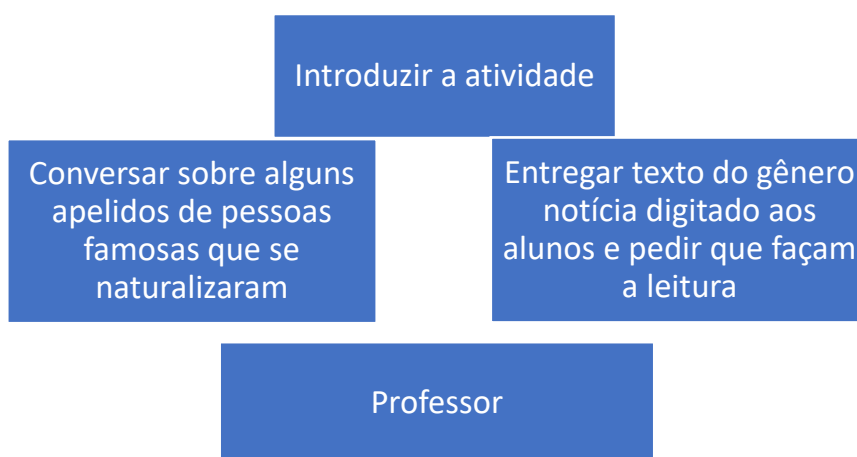 Introduzir a atividade
Conversar sobre alguns
apelidos de pessoas
famosas que se
naturalizaram
Entregar texto do gênero
notícia digitado aos
alunos e pedir que façam
a leitura
Professor